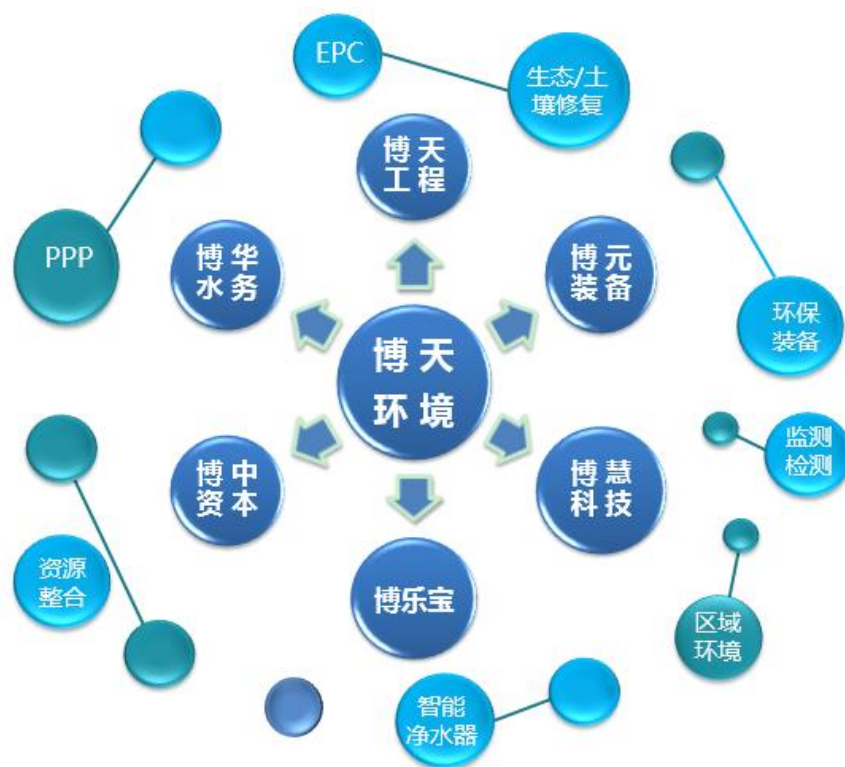 EPC
生态/土
壤修复
博天
工程
PPP
博华
水务
博元
装备
环保
装备
博天
环境
监测
检测
博中
资本
博慧
科技
资源
整合
博乐宝
区域
环境
智能
净水器